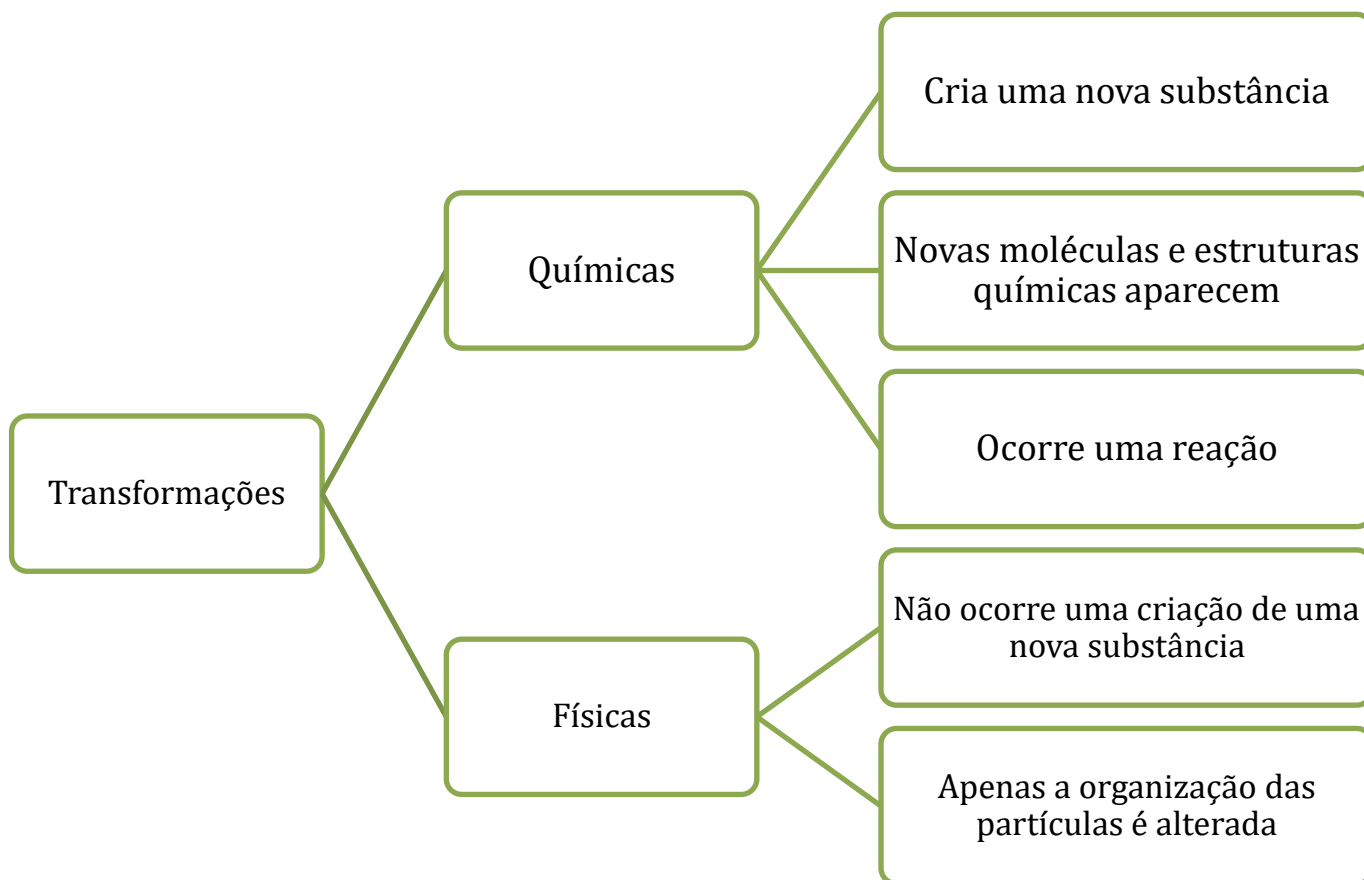 Transformações
Químicas
Cria uma nova substância
Novas moléculas e estruturas
químicas aparecem
Ocorre uma reação
Físicas
Não ocorre uma criação de uma
nova substância
Apenas a organização das
partículas é alterada